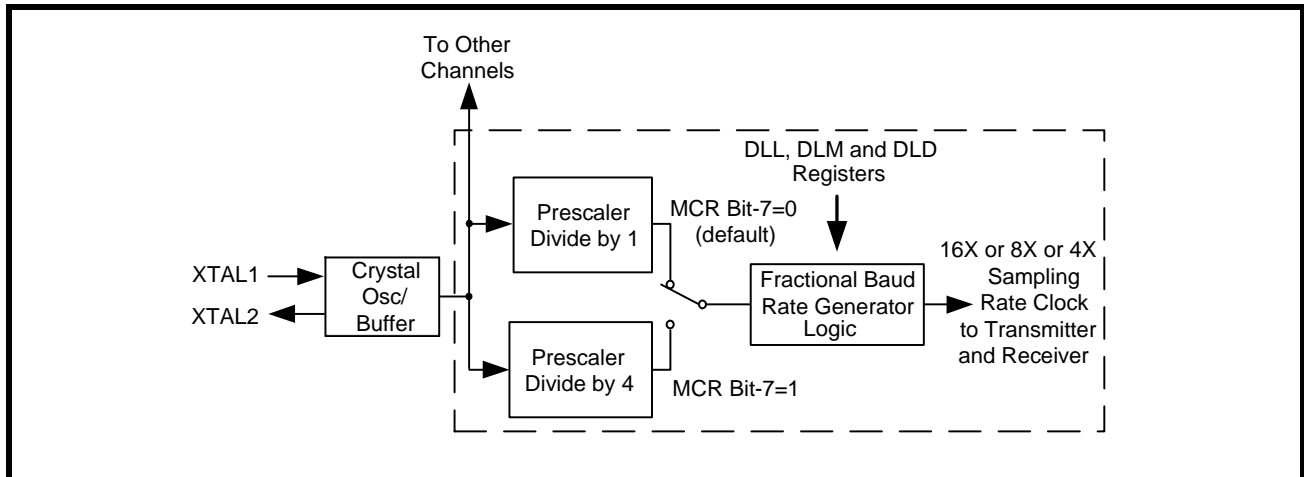 To Other
Channels
DLL, DLM and DLD
Registers
Prescaler
Divide by 1
MCR Bit-7=0
(default)
16X or 8X or 4X
Sampling
Rate Clock
to Transmitter
and Receiver
XTAL1
XTAL2
Crystal
Osc/
Buffer
Fractional Baud
Rate Generator
Logic
Prescaler
Divide by 4
MCR Bit-7=1